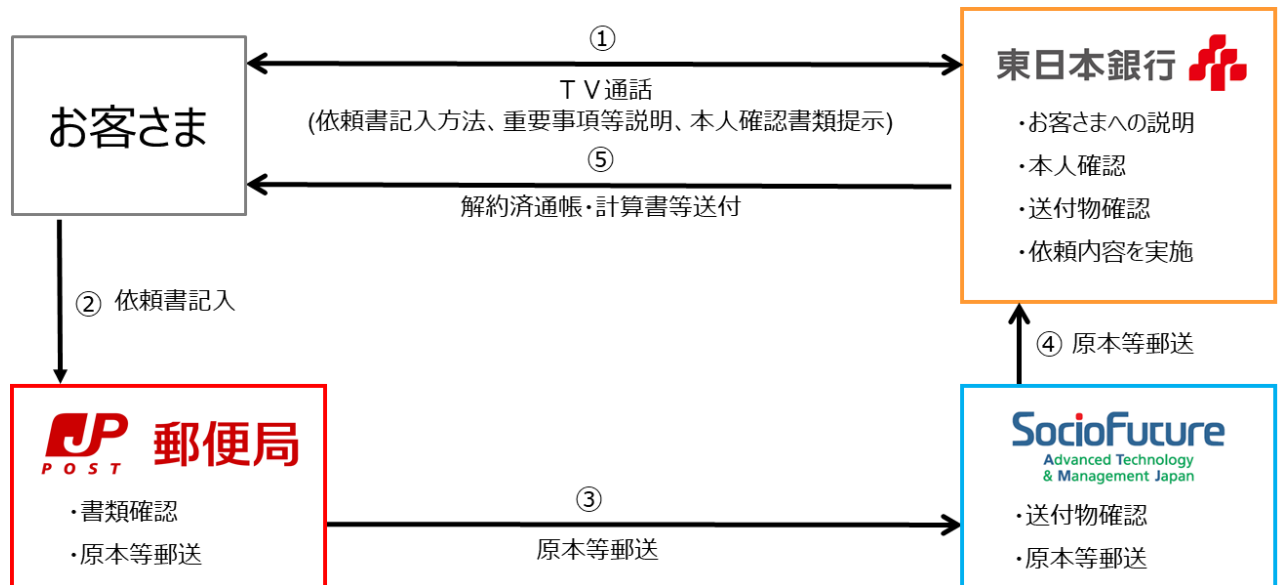 お客さま
①
ＴＶ通話
(依頼書記入方法、重要事項等説明、本人確認書類提示)
⑤
解約済通帳・計算書等送付
東日本銀行
・お客さまへの説明
・本人確認
・送付物確認
・依頼内容を実施
② 依頼書記入
④ 原本等郵送
JP
POST
郵便局
・書類確認
・原本等郵送
③
原本等郵送
SocioFuture
Advanced Technology
& Management Japan
・送付物確認
・原本等郵送